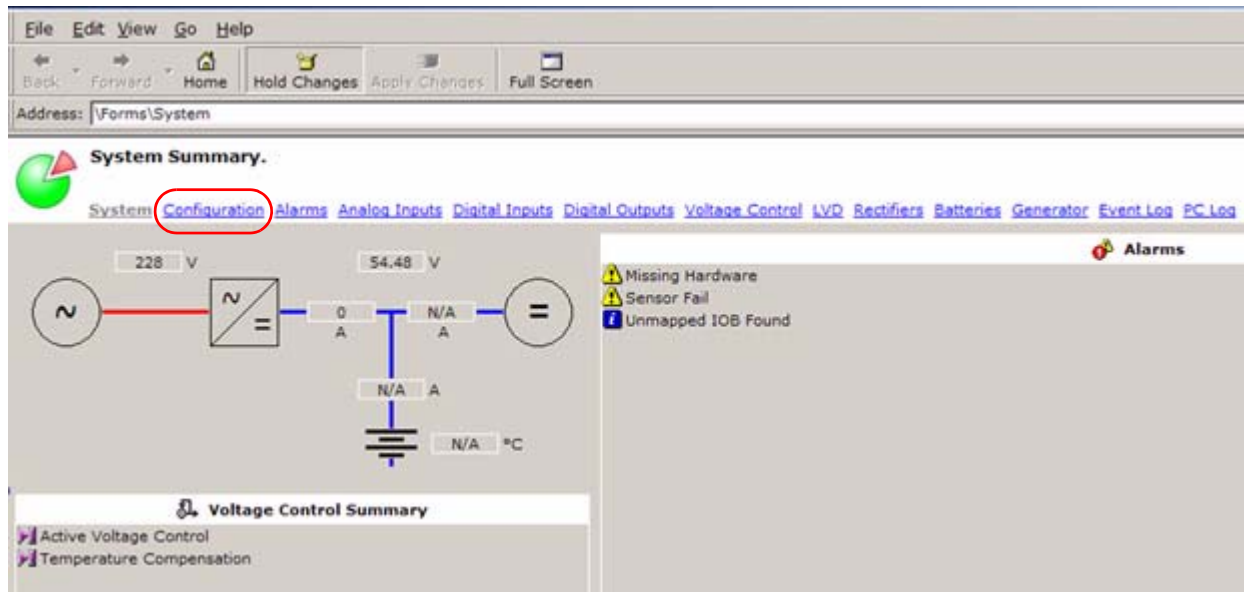 File Edit View Go Help
Back Forward Home Hold Changes Apply Changes Full Screen
Address: \Forms\System
System Summary.
System Configuration Alarms Analog Inputs Digital Inputs Digital Outputs Voltage Control LVD Rectifiers Batteries Generator Event Log PC Log
228 V
54.48 V
~
~
=
0
A
N/A
A
=
N/A A
N/A °C
Alarms
Missing Hardware
Sensor Fail
Unmapped IOB Found
Voltage Control Summary
Active Voltage Control
Temperature Compensation